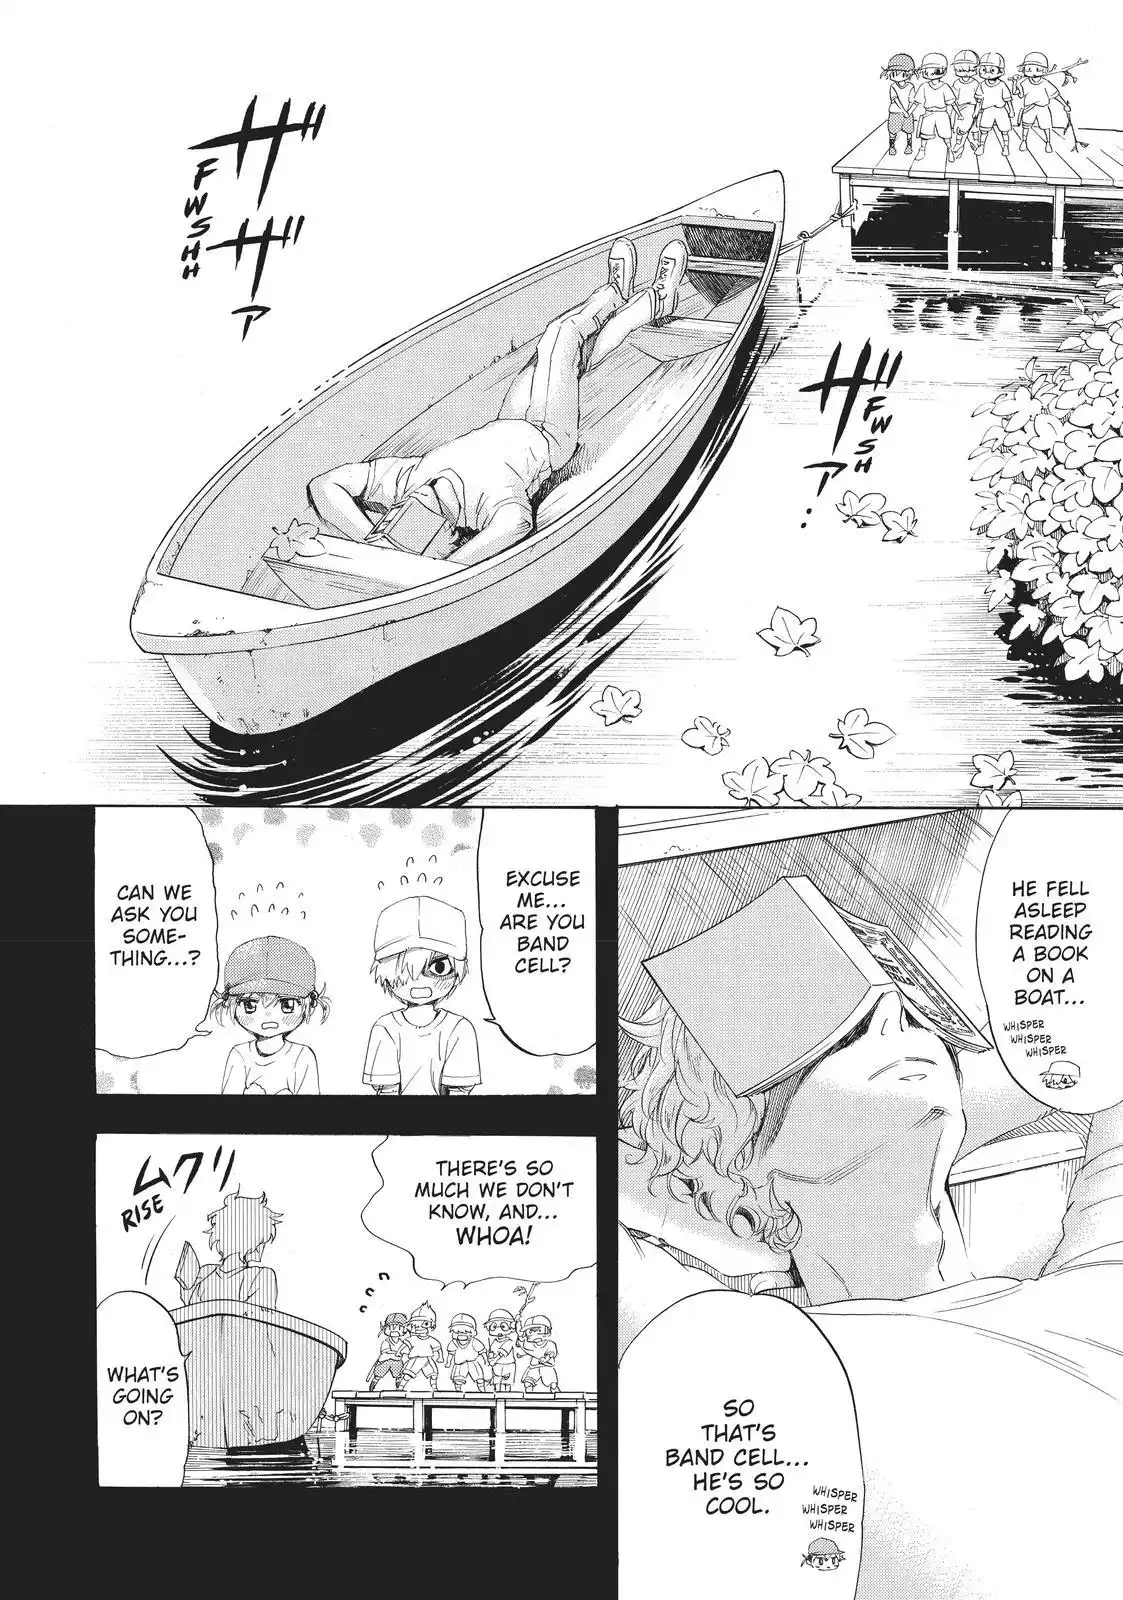 ザザァ
FWSHH
ザァ...
FWSH
HE FELL
ASLEEP
READING
A BOOK
ON A
BOAT...
WHISPER
WHISPER
WHISPER
SO
THAT'S
BAND CELL...
HE'S SO
COOL.
WHISPER
WHISPER
WHISPER
EXCUSE
ME...
ARE YOU
BAND
CELL?
CAN WE
ASK YOU
SOME-
THING...?
THERE'S SO
MUCH WE DON'T
KNOW, AND...
WHOA!
ムクリ
RISE
WHAT'S
GOING
ON?